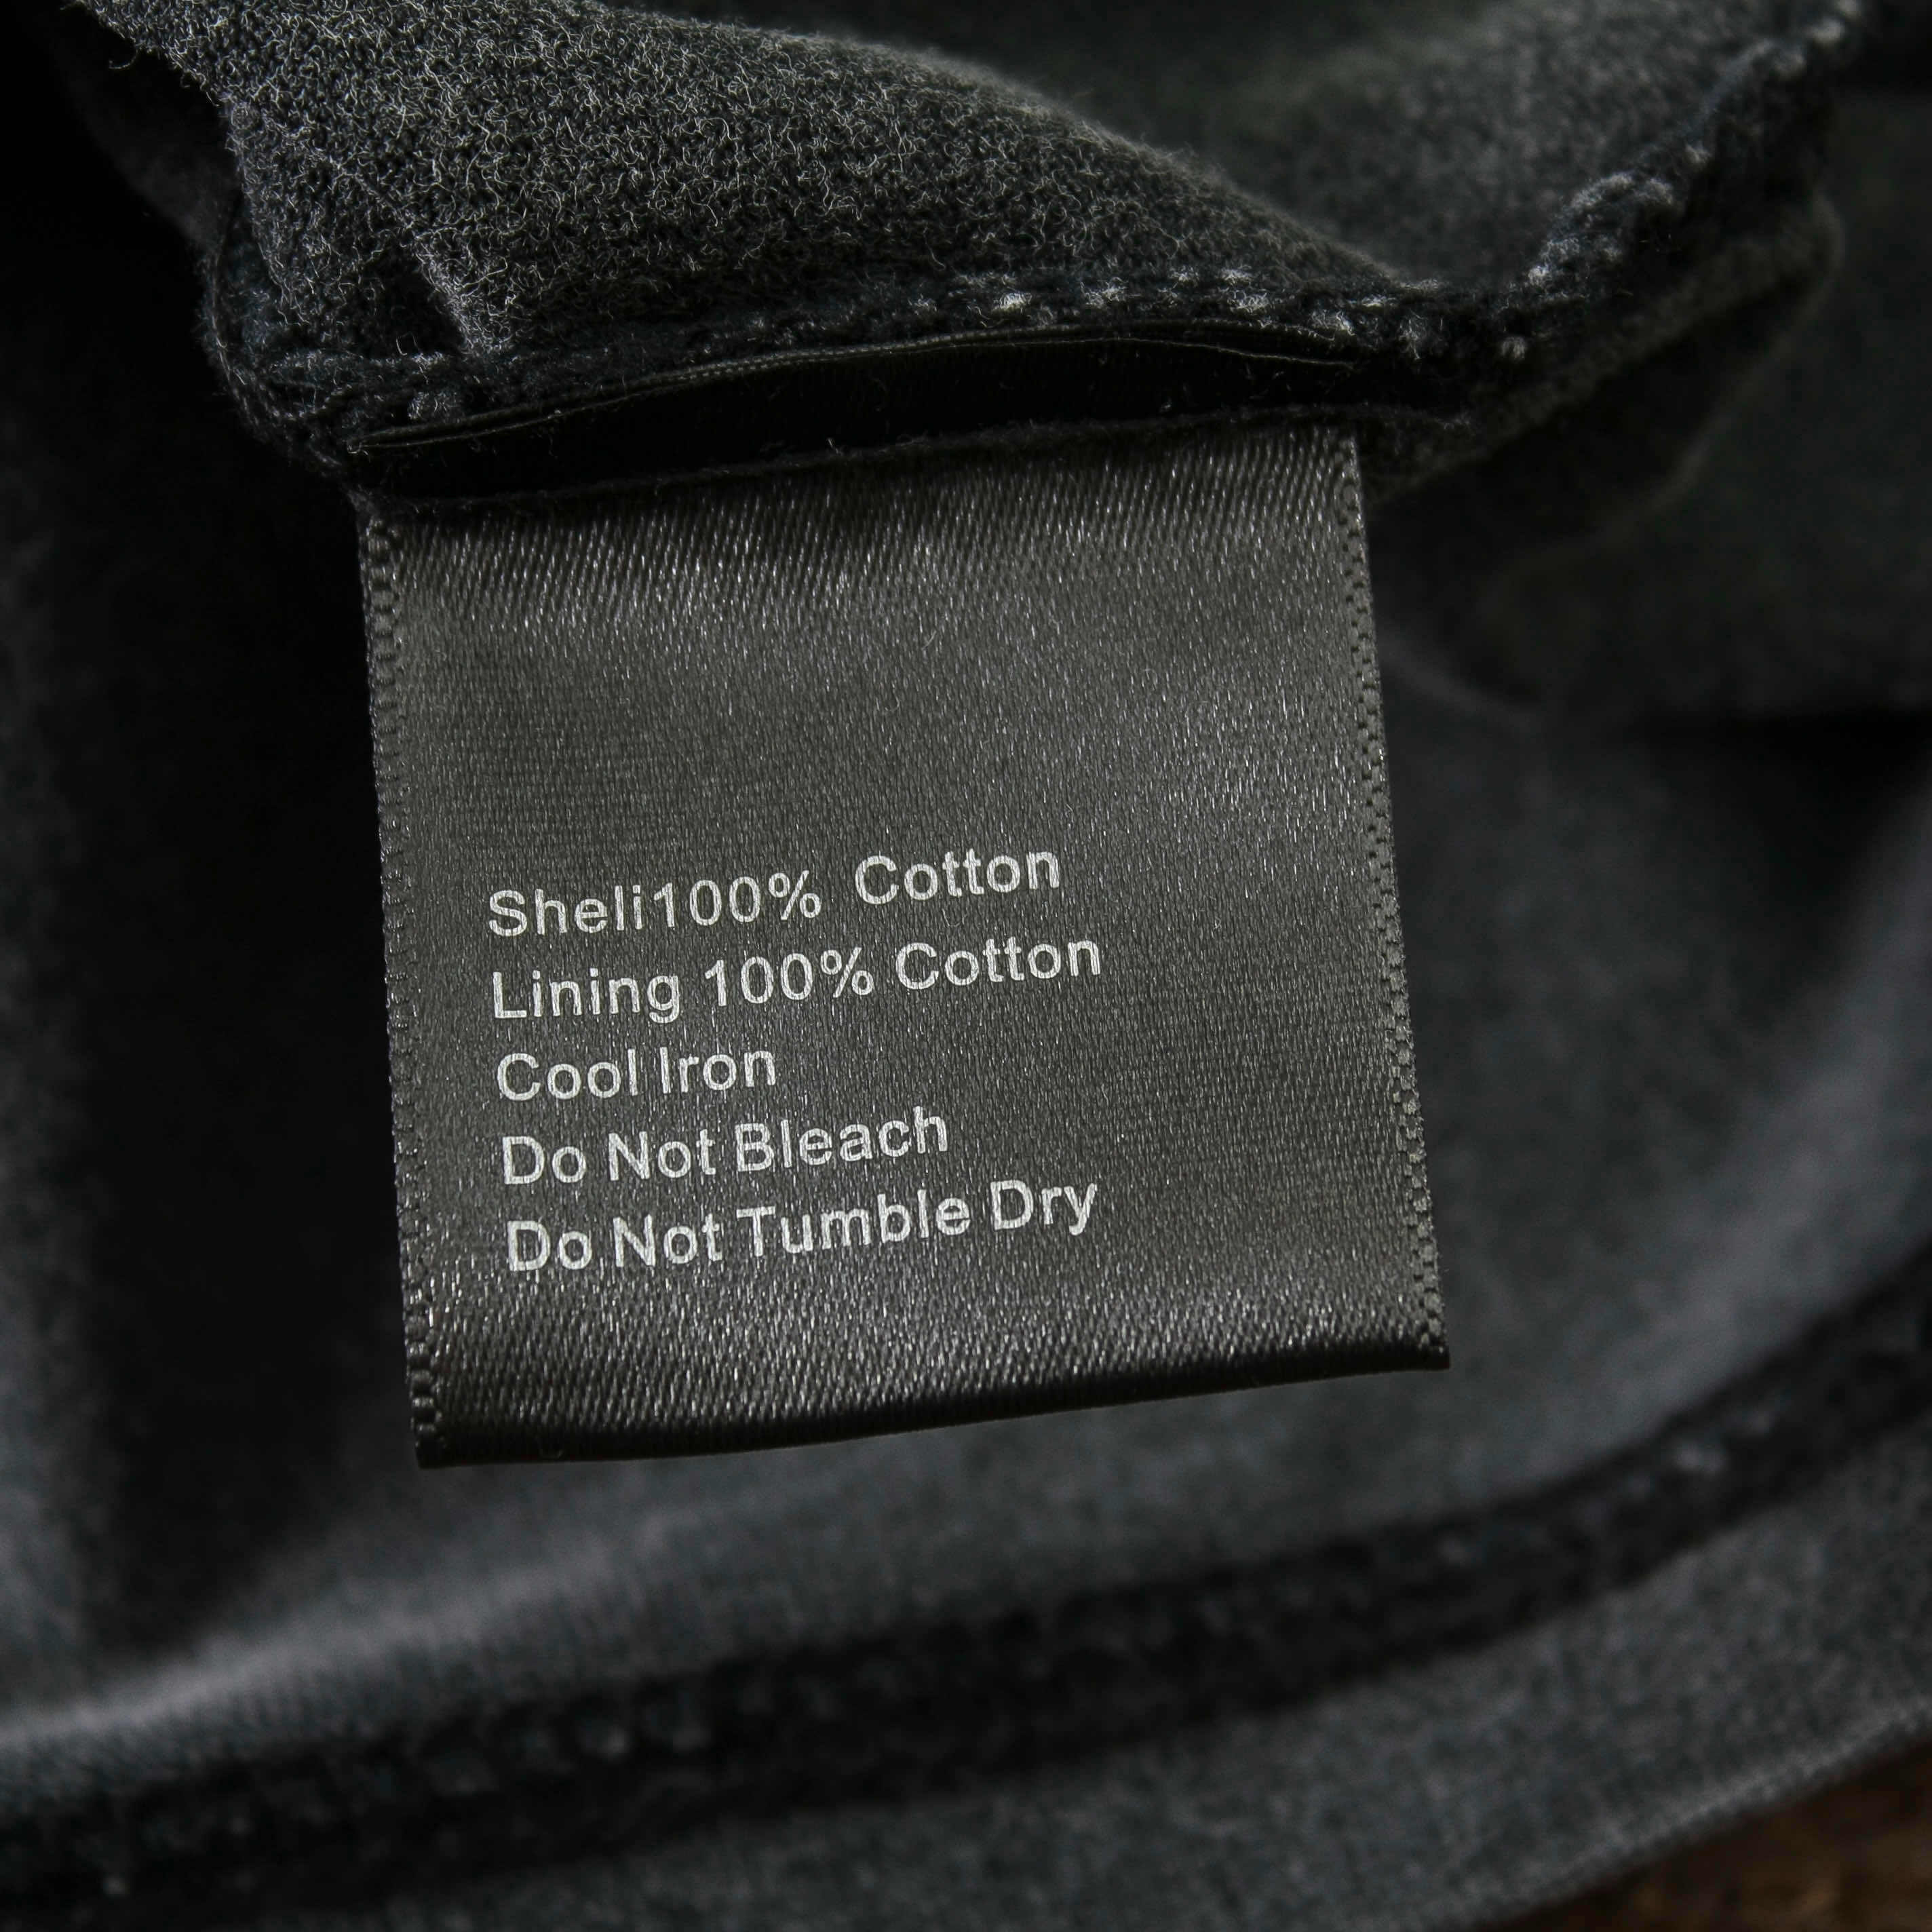 Sheli100% Cotton
Lining 100% Cotton
Cool Iron
Do Not Bleach
Do Not Tumble Dry